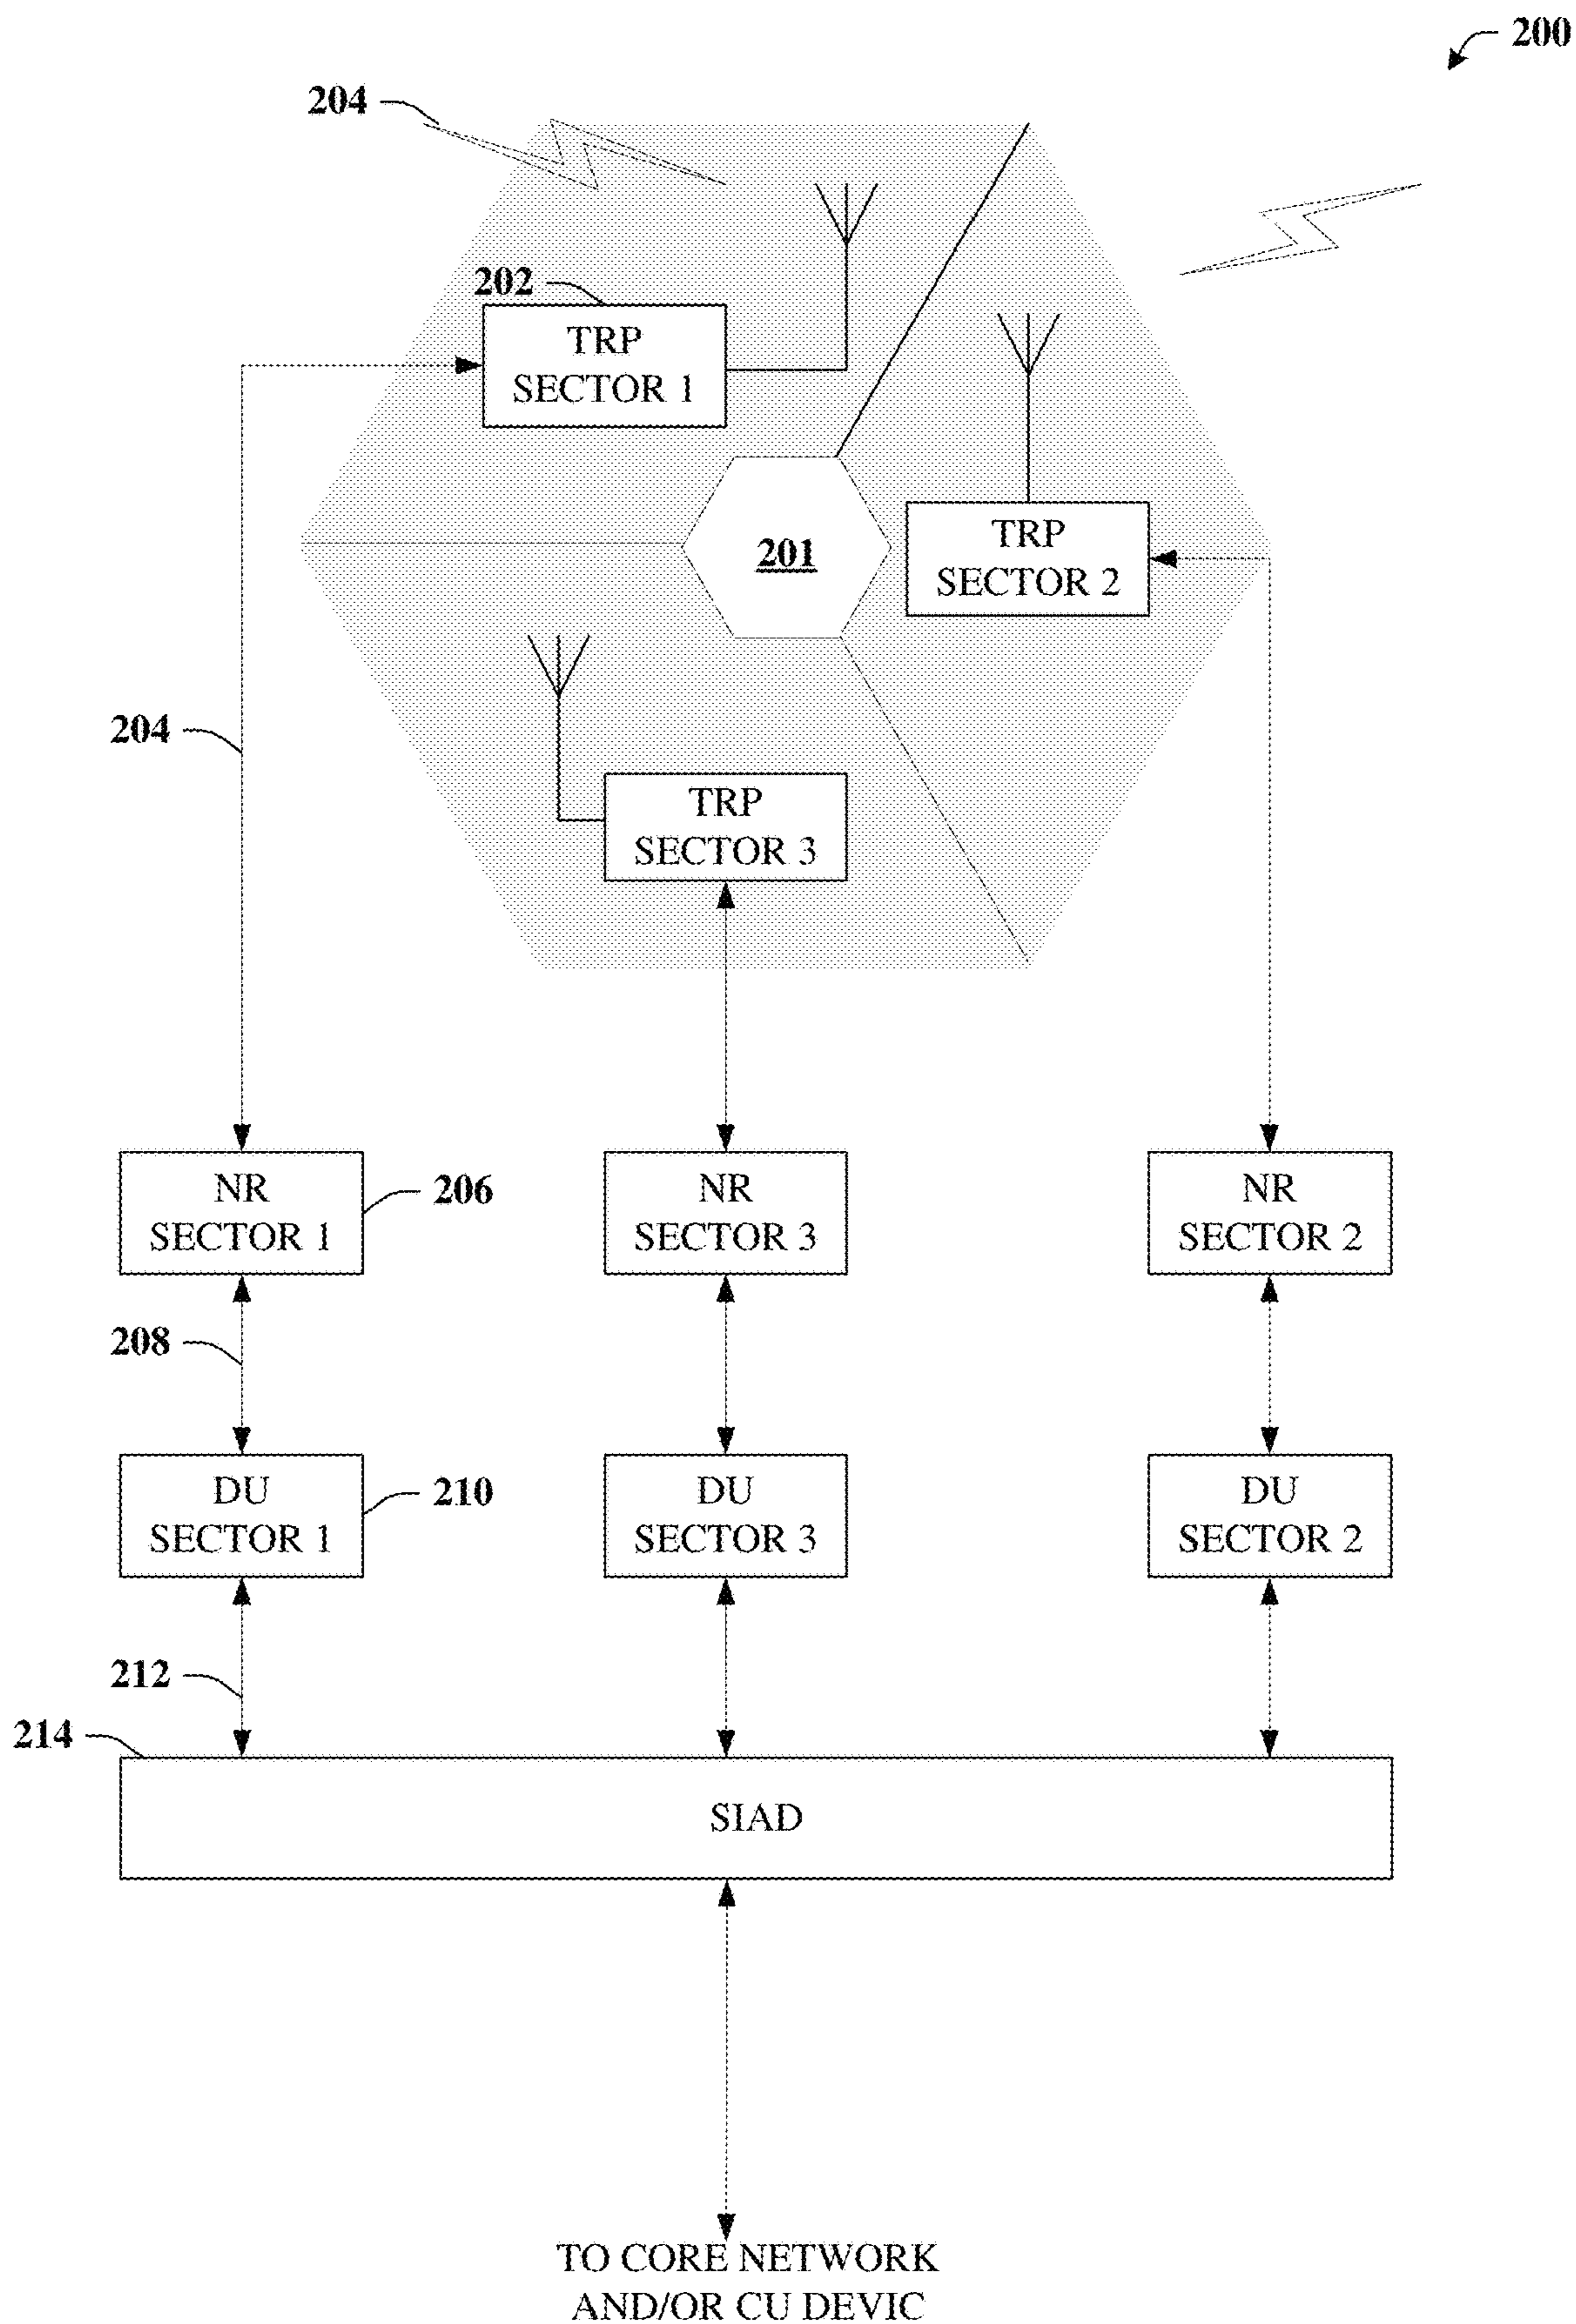 200
204
202
TRP
SECTOR 1
TRP
SECTOR 2
201
TRP
SECTOR 3
204
NR
SECTOR 1
206
NR
SECTOR 3
NR
SECTOR 2
208
DU
SECTOR 1
210
DU
SECTOR 3
DU
SECTOR 2
212
214
SIAD
TO CORE NETWORK
AND/OR CU DEVIC